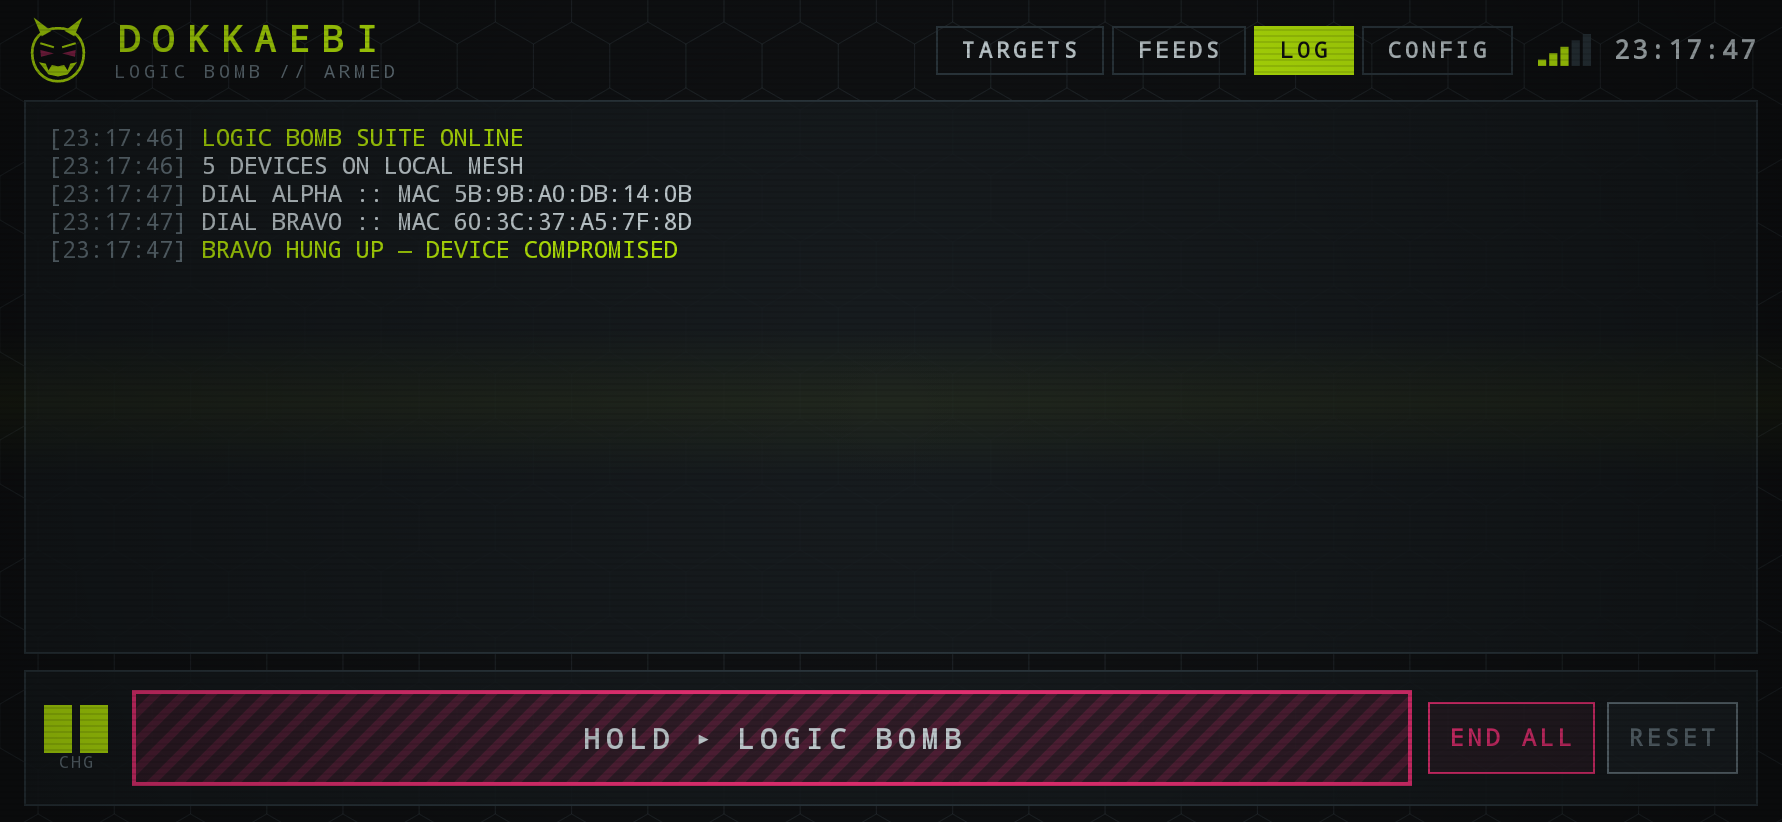 DOKKAEBI
LOGIC BOMB // ARMED
TARGETS
FEEDS
LOG
CONFIG
23:17:47
[23:17:46] LOGIC BOMB SUITE ONLINE
[23:17:46] 5 DEVICES ON LOCAL MESH
[23:17:47] DIAL ALPHA :: MAC 5B:9B:A0:DB:14:0B
[23:17:47] DIAL BRAVO :: MAC 60:3C:37:A5:7F:8D
[23:17:47] BRAVO HUNG UP — DEVICE COMPROMISED
CHG
HOLD ▸ LOGIC BOMB
END ALL
RESET